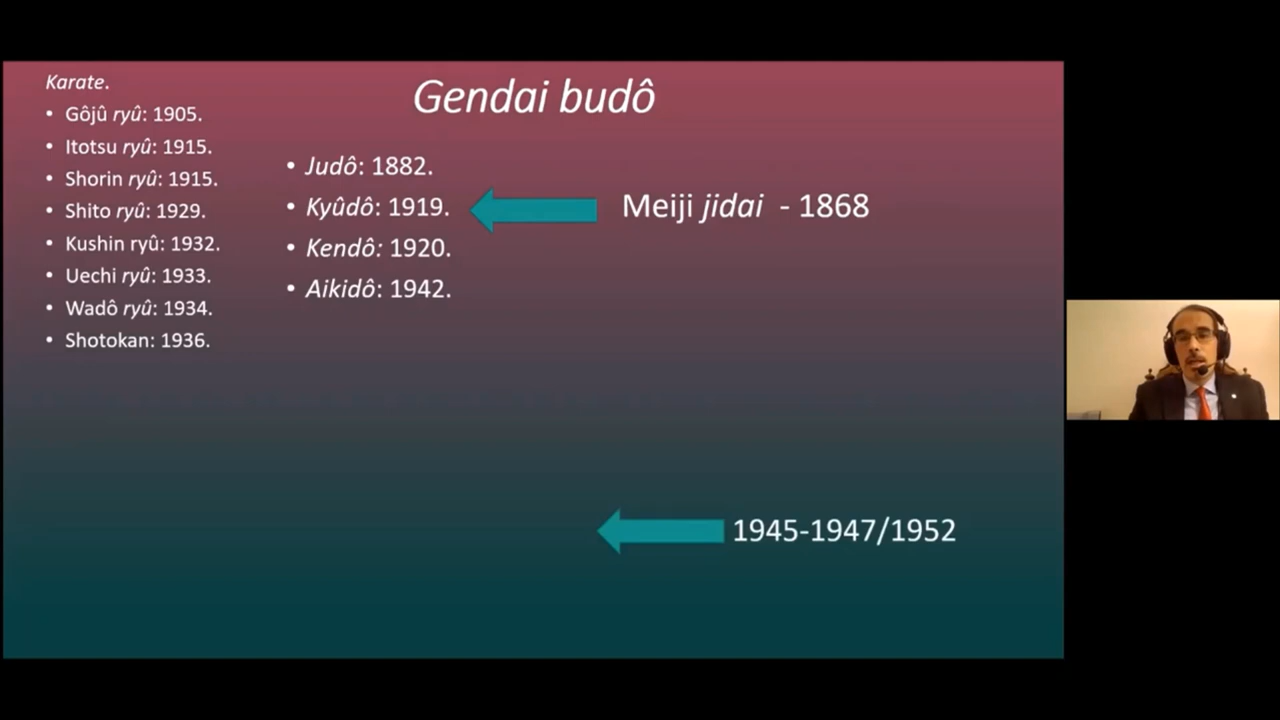 Karate.
• Gôjû ryû: 1905.
• Itotsu ryû: 1915.
• Shorin ryû: 1915.
• Shito ryû: 1929.
• Kushin ryû: 1932.
• Uechi ryû: 1933.
• Wadô ryû: 1934.
• Shotokan: 1936.
Gendai budô
• Judô: 1882.
• Kyûdô: 1919.
• Kendô: 1920.
• Aikidô: 1942.
Meiji jidai - 1868
1945-1947/1952